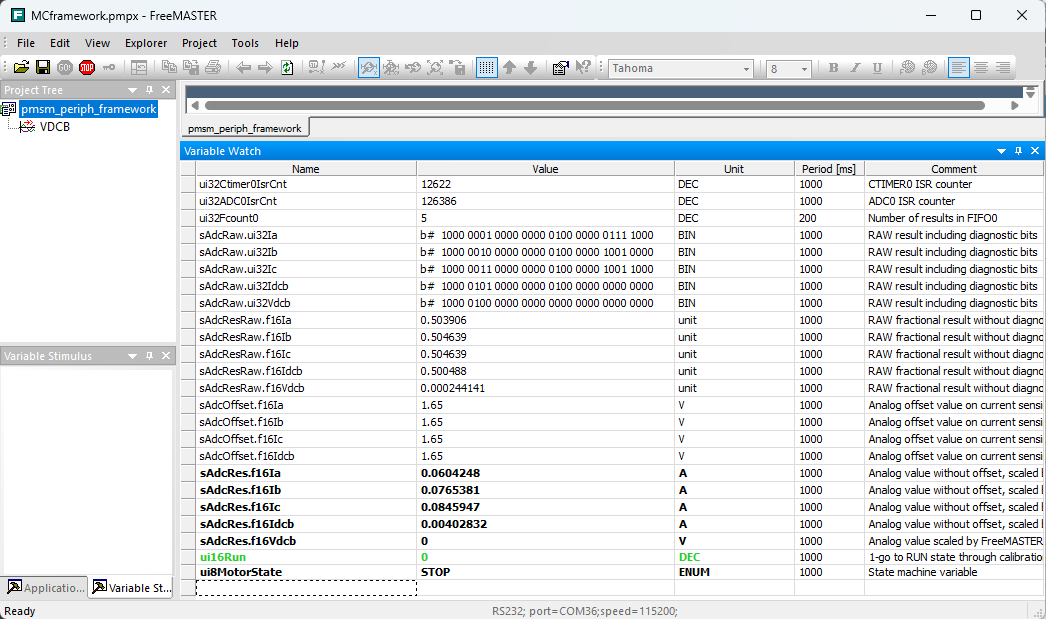 MCframework.pmpx - FreeMASTER
File Edit View Explorer Project Tools Help
GO! STOP Tahoma 8 B I U
Project Tree
pmsm_periph_framework
VDCB
pmsm_periph_framework
Variable Watch
Name Value Unit Period [ms] Comment
ui32Ctimer0IsrCnt 12622 DEC 1000 CTIMER0 ISR counter
ui32ADC0IsrCnt 126386 DEC 1000 ADC0 ISR counter
ui32Fcount0 5 DEC 200 Number of results in FIFO0
sAdcRaw.ui32Ia b# 1000 0001 0000 0000 0100 0000 0111 1000 BIN 1000 RAW result including diagnostic bits
sAdcRaw.ui32Ib b# 1000 0010 0000 0000 0100 0000 1001 0000 BIN 1000 RAW result including diagnostic bits
sAdcRaw.ui32Ic b# 1000 0011 0000 0000 0100 0000 1001 1000 BIN 1000 RAW result including diagnostic bits
sAdcRaw.ui32Idcb b# 1000 0101 0000 0000 0100 0000 0000 0000 BIN 1000 RAW result including diagnostic bits
sAdcRaw.ui32Vdcb b# 1000 0100 0000 0000 0000 0000 0000 0000 BIN 1000 RAW result including diagnostic bits
sAdcResRaw.f16Ia 0.503906 unit 1000 RAW fractional result without diagno
sAdcResRaw.f16Ib 0.504639 unit 1000 RAW fractional result without diagno
sAdcResRaw.f16Ic 0.504639 unit 1000 RAW fractional result without diagno
sAdcResRaw.f16Idcb 0.500488 unit 1000 RAW fractional result without diagno
sAdcResRaw.f16Vdcb 0.000244141 unit 1000 RAW fractional result without diagno
sAdcOffset.f16Ia 1.65 V 1000 Analog offset value on current sensi
sAdcOffset.f16Ib 1.65 V 1000 Analog offset value on current sensi
sAdcOffset.f16Ic 1.65 V 1000 Analog offset value on current sensi
sAdcOffset.f16Idcb 1.65 V 1000 Analog offset value on current sensi
sAdcRes.f16Ia 0.0604248 A 1000 Analog value without offset, scaled b
sAdcRes.f16Ib 0.0765381 A 1000 Analog value without offset, scaled b
sAdcRes.f16Ic 0.0845947 A 1000 Analog value without offset, scaled b
sAdcRes.f16Idcb 0.00402832 A 1000 Analog value without offset, scaled b
sAdcRes.f16Vdcb 0 V 1000 Analog value scaled by FreeMASTER
ui16Run 0 DEC 1000 1-go to RUN state through calibratio
ui8MotorState STOP ENUM 1000 State machine variable
Variable Stimulus
Applicatio... Variable St...
Ready RS232; port=COM36;speed=115200;